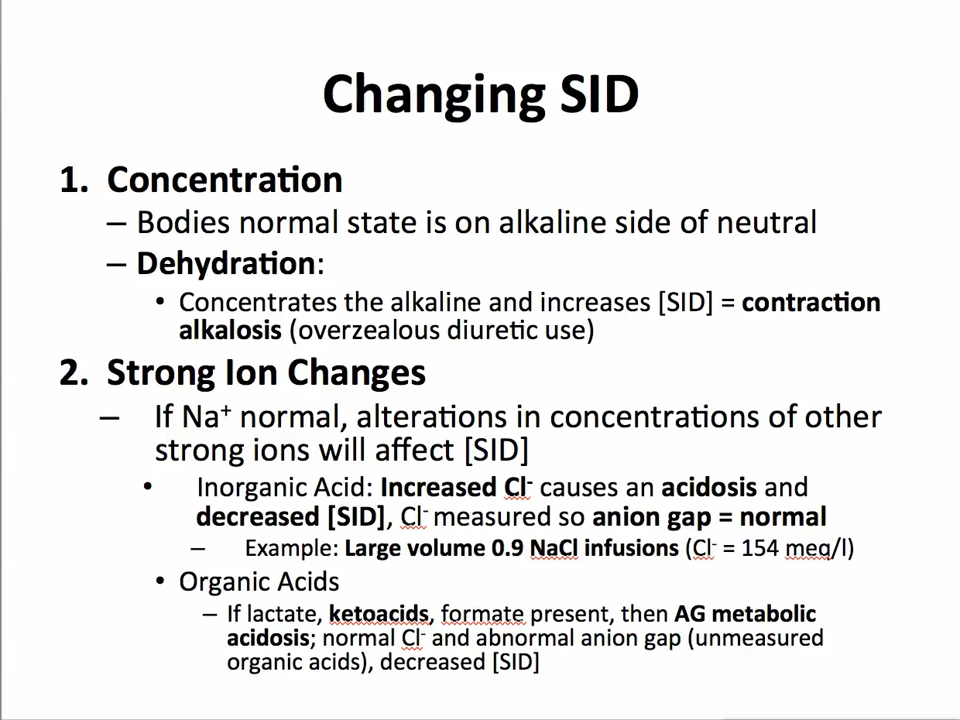 Changing SID
1. Concentration
– Bodies normal state is on alkaline side of neutral
– Dehydration:
• Concentrates the alkaline and increases [SID] = contraction
alkalosis (overzealous diuretic use)
2. Strong Ion Changes
– If Na⁺ normal, alterations in concentrations of other
strong ions will affect [SID]
• Inorganic Acid: Increased Cl⁻ causes an acidosis and
decreased [SID], Cl⁻ measured so anion gap = normal
– Example: Large volume 0.9 NaCl infusions (Cl⁻ = 154 meq/l)
• Organic Acids
– If lactate, ketoacids, formate present, then AG metabolic
acidosis; normal Cl⁻ and abnormal anion gap (unmeasured
organic acids), decreased [SID]